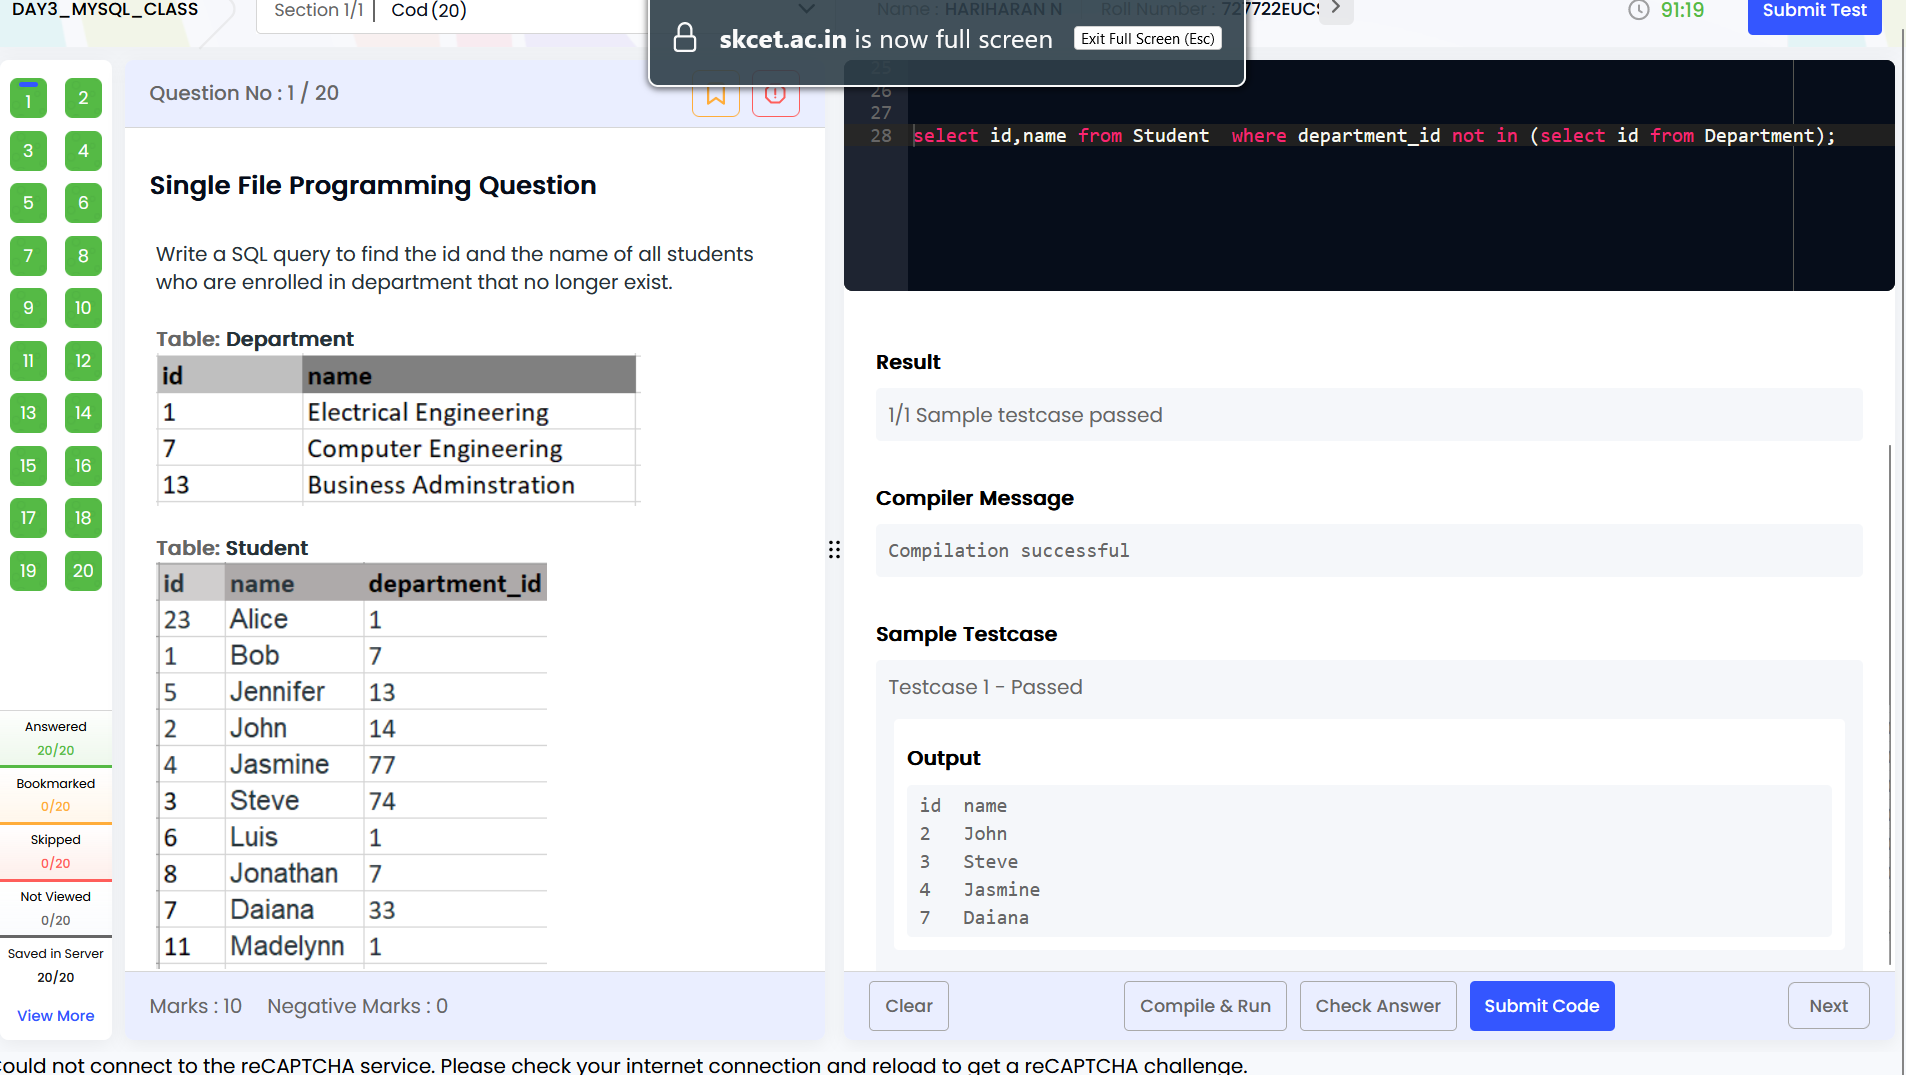 DAY3_MYSQL_CLASS
Section 1/1 | Cod (20)
Name : HARIHARAN N Roll Number : 727722EUCS
91:19
Submit Test
skcet.ac.in is now full screen Exit Full Screen (Esc)
1 2
3 4
5 6
7 8
9 10
11 12
13 14
15 16
17 18
19 20
Answered
20/20
Bookmarked
0/20
Skipped
0/20
Not Viewed
0/20
Saved in Server
20/20
View More
Question No : 1 / 20
Single File Programming Question
Write a SQL query to find the id and the name of all students
who are enrolled in department that no longer exist.
Table: Department
id name
1 Electrical Engineering
7 Computer Engineering
13 Business Adminstration
Table: Student
id name department_id
23 Alice 1
1 Bob 7
5 Jennifer 13
2 John 14
4 Jasmine 77
3 Steve 74
6 Luis 1
8 Jonathan 7
7 Daiana 33
11 Madelynn 1
Marks : 10 Negative Marks : 0
25
26
27
28 select id,name from Student  where department_id not in (select id from Department);
Result
1/1 Sample testcase passed
Compiler Message
Compilation successful
Sample Testcase
Testcase 1 - Passed
Output
id name
2 John
3 Steve
4 Jasmine
7 Daiana
Clear
Compile & Run
Check Answer
Submit Code
Next
ould not connect to the reCAPTCHA service. Please check your internet connection and reload to get a reCAPTCHA challenge.